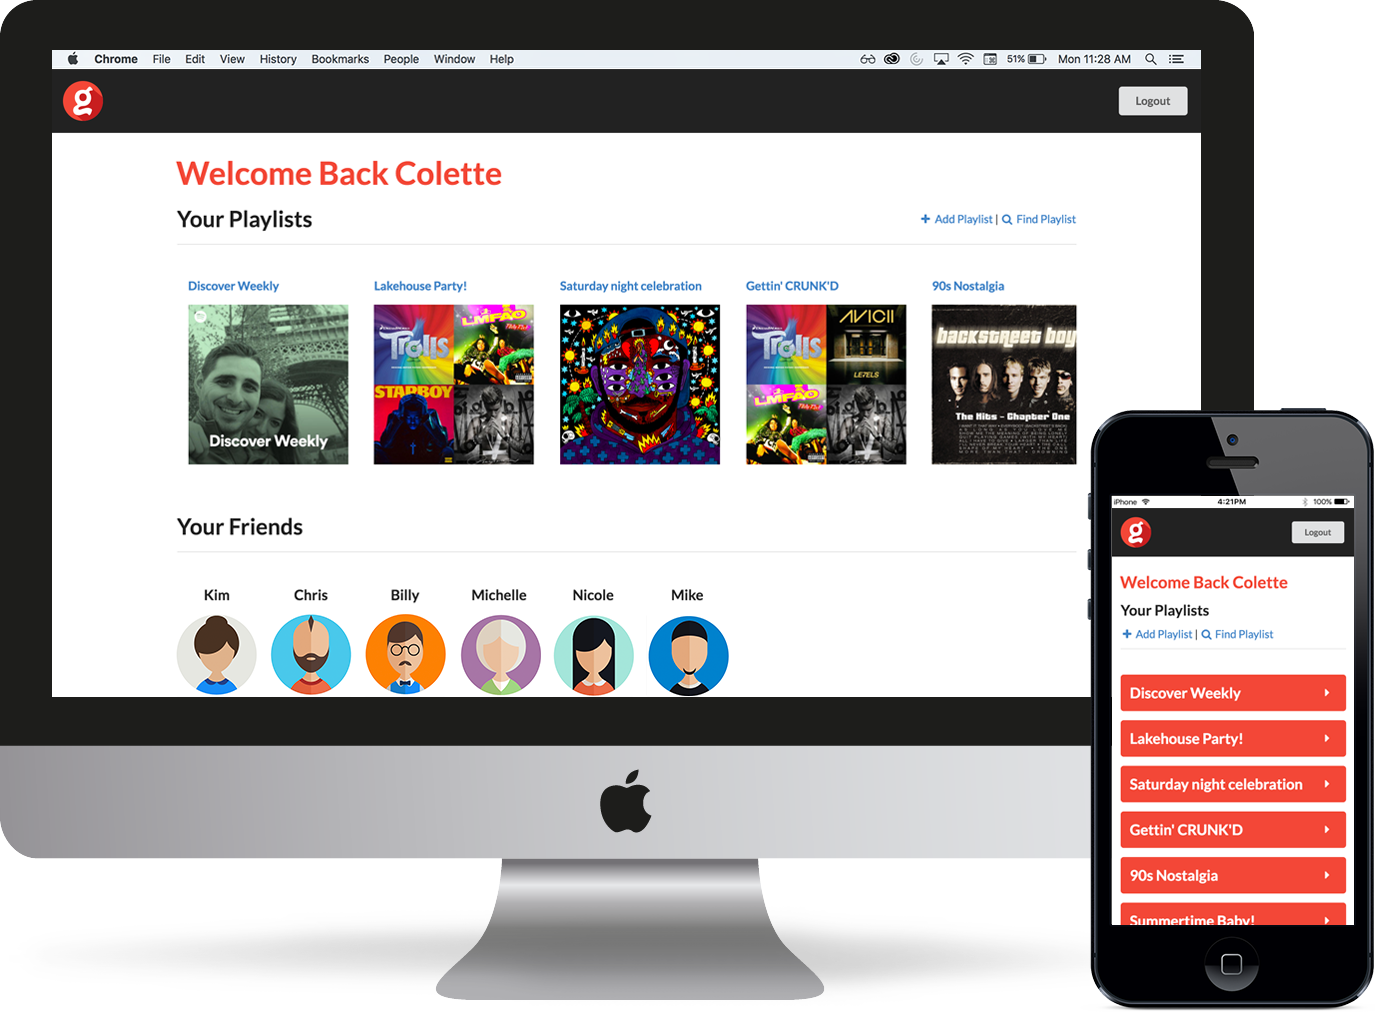 Chrome File Edit View History Bookmarks People Window Help 51% Mon 11:28 AM
g Logout
Welcome Back Colette
Your Playlists
Add Playlist | Find Playlist
Discover Weekly
Lakehouse Party!
Saturday night celebration
Gettin' CRUNK'D
90s Nostalgia
Discover Weekly
Trolls
LMFAO
STARBOY
Trolls
AVICII
LEVELS
LMFAO
backstreet boy
The Hits - Chapter One
Your Friends
Kim Chris Billy Michelle Nicole Mike
iPhone 4:21PM 100%
g Logout
Welcome Back Colette
Your Playlists
Add Playlist | Find Playlist
Discover Weekly
Lakehouse Party!
Saturday night celebration
Gettin' CRUNK'D
90s Nostalgia
Summertime Baby!